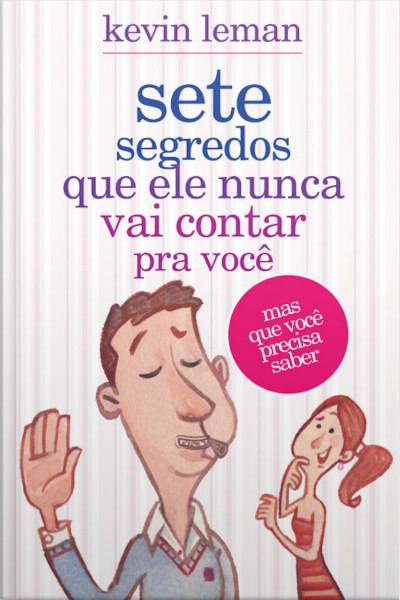 kevin leman
sete
segredos
que ele nunca
vai contar
pra você
mas
que você
precisa
saber